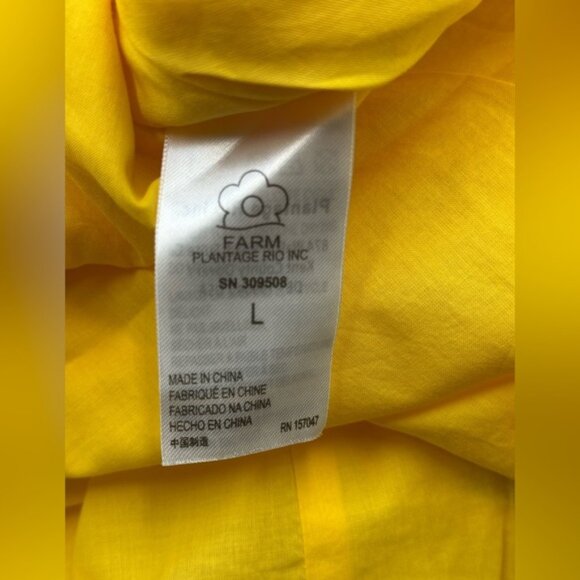 FARM
PLANTAGE RIO INC
SN 309508
L
MADE IN CHINA
FABRIQUÉ EN CHINE
FABRICADO NA CHINA
HECHO EN CHINA
中国制造
RN 157047